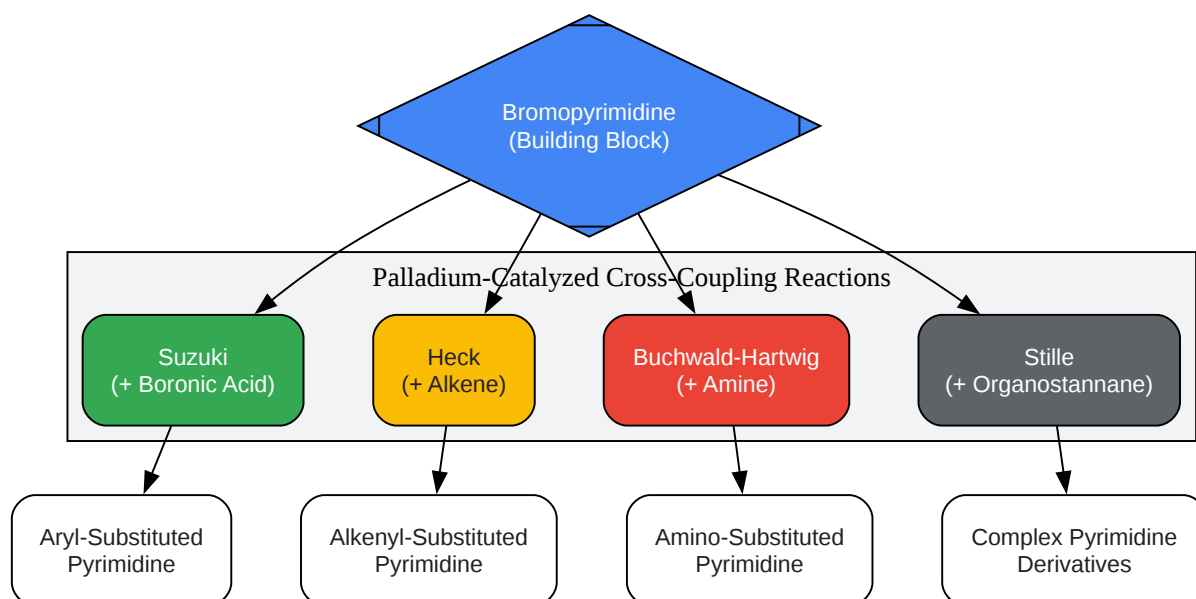 Bromopyrimidine
(Building Block)
Palladium-Catalyzed Cross-Coupling Reactions
Suzuki
(+ Boronic Acid)
Heck
(+ Alkene)
Buchwald-Hartwig
(+ Amine)
Stille
(+ Organostannane)
Aryl-Substituted
Pyrimidine
Alkenyl-Substituted
Pyrimidine
Amino-Substituted
Pyrimidine
Complex Pyrimidine
Derivatives